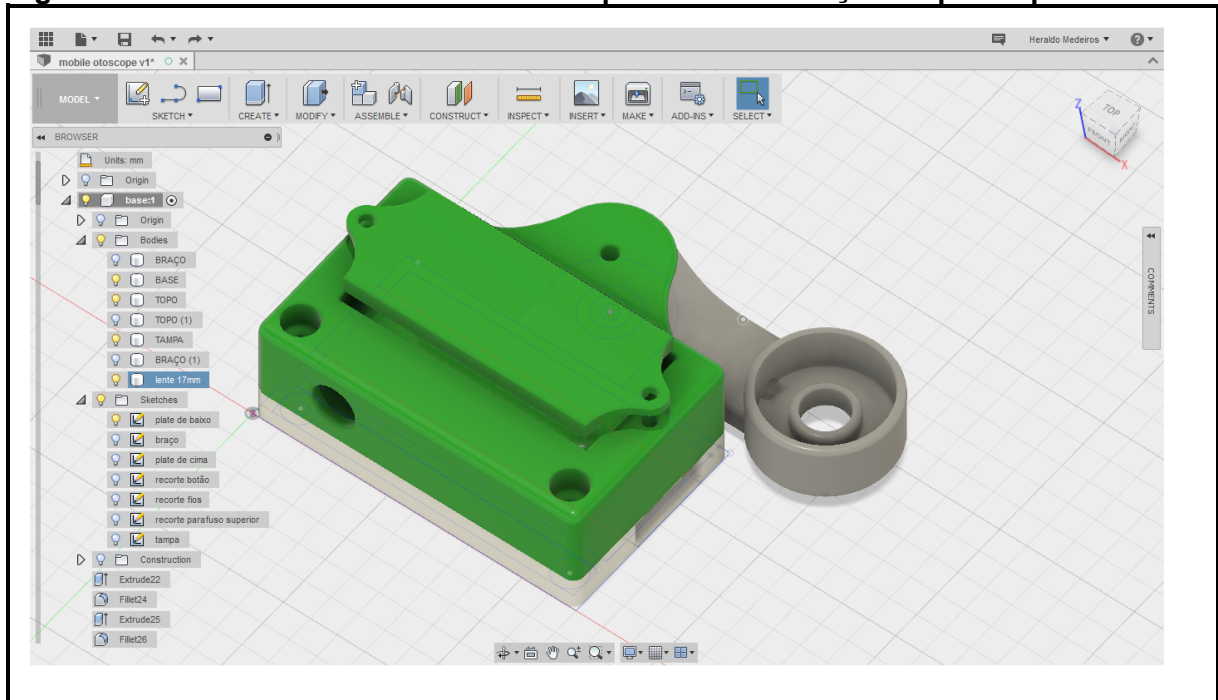 Heraldo Medeiros
mobile otoscope v1*
MODEL
SKETCH
CREATE
MODIFY
ASSEMBLE
CONSTRUCT
INSPECT
INSERT
MAKE
ADD-INS
SELECT
BROWSER
TOP
FRONT
Z
X
Units: mm
Origin
base:1
Origin
Bodies
BRAÇO
BASE
TOPO
TOPO (1)
TAMPA
BRAÇO (1)
lente 17mm
Sketches
plate de baixo
braço
plate de cima
recorte botão
recorte fios
recorte parafuso superior
tampa
Construction
Extrude22
Fillet24
Extrude25
Fillet26
COMMENTS